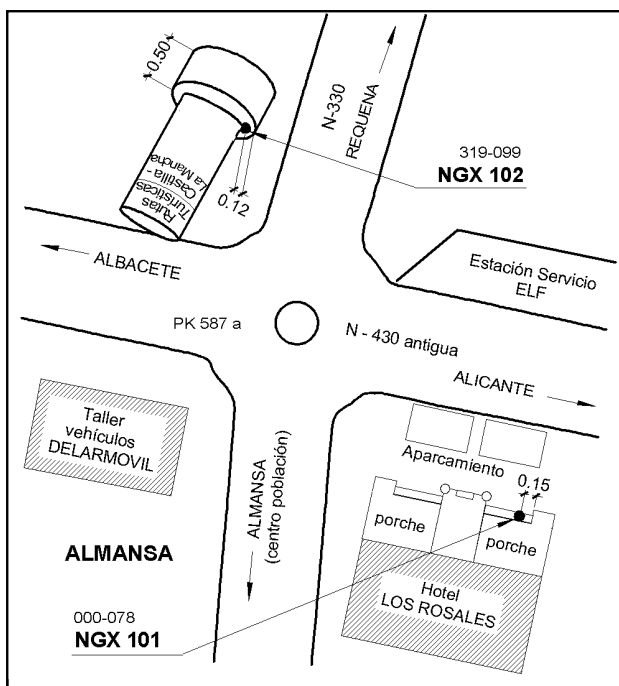 0.50
N-330
REQUENA
319-099
NGX 102
Rutas
Turísticas
Castilla -
La Mancha
0.12
ALBACETE
Estación Servicio
ELF
PK 587 a
N - 430 antigua
ALICANTE
Taller
vehículos
DELARMOVIL
Aparcamiento
0.15
ALMANSA
(centro población)
porche
porche
ALMANSA
Hotel
LOS ROSALES
000-078
NGX 101